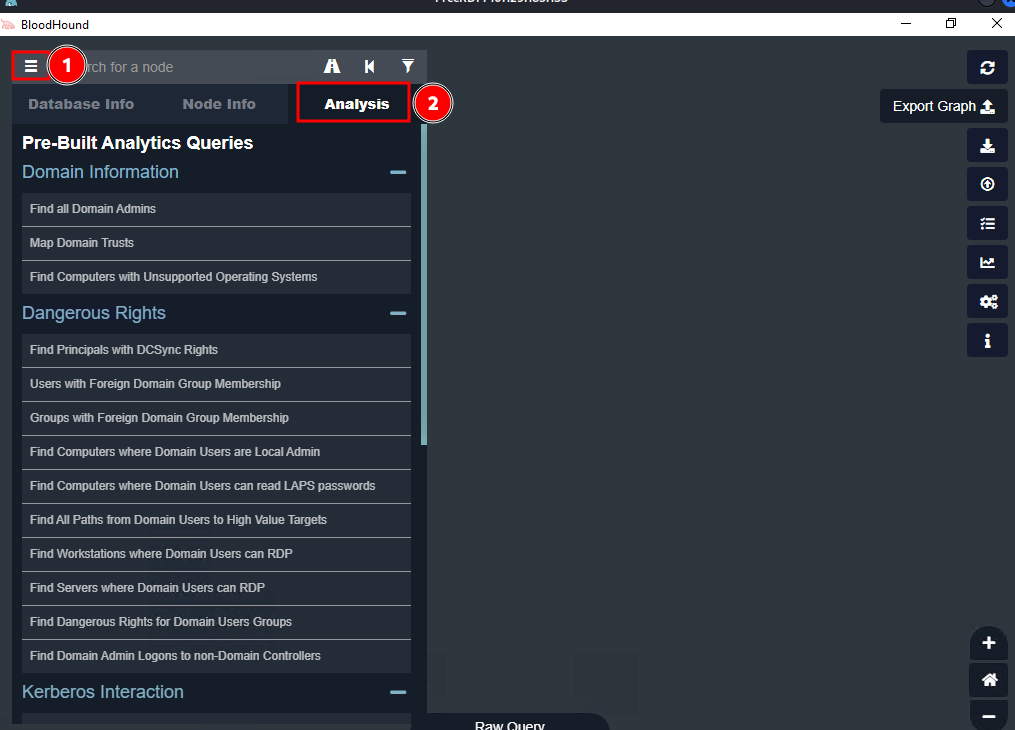 BloodHound
1
rch for a node
Database Info
Node Info
Analysis
2
Export Graph
Pre-Built Analytics Queries
Domain Information
Find all Domain Admins
Map Domain Trusts
Find Computers with Unsupported Operating Systems
Dangerous Rights
Find Principals with DCSync Rights
Users with Foreign Domain Group Membership
Groups with Foreign Domain Group Membership
Find Computers where Domain Users are Local Admin
Find Computers where Domain Users can read LAPS passwords
Find All Paths from Domain Users to High Value Targets
Find Workstations where Domain Users can RDP
Find Servers where Domain Users can RDP
Find Dangerous Rights for Domain Users Groups
Find Domain Admin Logons to non-Domain Controllers
Kerberos Interaction
Raw Query